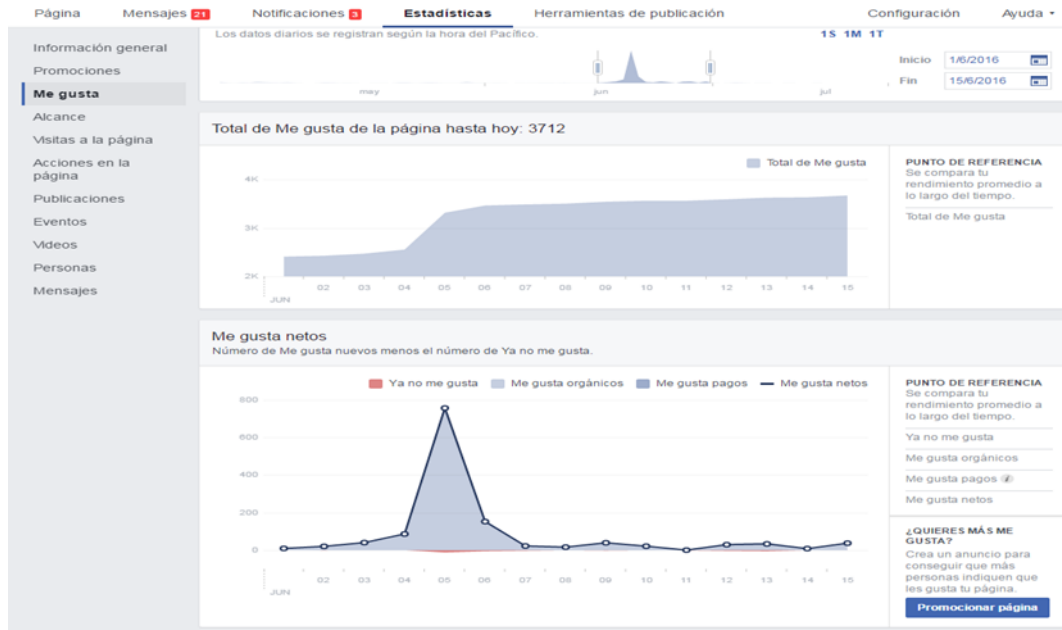 Página Mensajes 21 Notificaciones 3 Estadísticas Herramientas de publicación Configuración Ayuda
Información general
Promociones
Me gusta
Alcance
Visitas a la página
Acciones en la
página
Publicaciones
Eventos
Videos
Personas
Mensajes
Los datos diarios se registran según la hora del Pacífico.
1S 1M 1T
Inicio 1/6/2016
Fin 15/6/2016
may jun jul
Total de Me gusta de la página hasta hoy: 3712
Total de Me gusta
4K
3K
2K
02 03 04 05 06 07 08 09 10 11 12 13 14 15
JUN
PUNTO DE REFERENCIA
Se compara tu
rendimiento promedio a
lo largo del tiempo.
Total de Me gusta
Me gusta netos
Número de Me gusta nuevos menos el número de Ya no me gusta.
Ya no me gusta Me gusta orgánicos Me gusta pagos Me gusta netos
800
600
400
200
0
02 03 04 05 06 07 08 09 10 11 12 13 14 15
JUN
PUNTO DE REFERENCIA
Se compara tu
rendimiento promedio a
lo largo del tiempo.
Ya no me gusta
Me gusta orgánicos
Me gusta pagos i
Me gusta netos
¿QUIERES MÁS ME
GUSTA?
Crea un anuncio para
conseguir que más
personas indiquen que
les gusta tu página.
Promocionar página